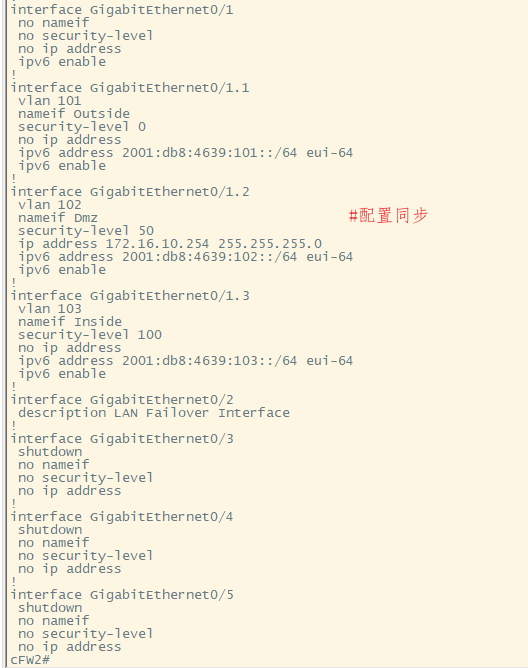 interface GigabitEthernet0/1
 no nameif
 no security-level
 no ip address
 ipv6 enable
!
interface GigabitEthernet0/1.1
 vlan 101
 nameif Outside
 security-level 0
 no ip address
 ipv6 address 2001:db8:4639:101::/64 eui-64
 ipv6 enable
!
interface GigabitEthernet0/1.2
 vlan 102
 nameif Dmz #配置同步
 security-level 50
 ip address 172.16.10.254 255.255.255.0
 ipv6 address 2001:db8:4639:102::/64 eui-64
 ipv6 enable
!
interface GigabitEthernet0/1.3
 vlan 103
 nameif Inside
 security-level 100
 no ip address
 ipv6 address 2001:db8:4639:103::/64 eui-64
 ipv6 enable
!
interface GigabitEthernet0/2
 description LAN Failover Interface
!
interface GigabitEthernet0/3
 shutdown
 no nameif
 no security-level
 no ip address
!
interface GigabitEthernet0/4
 shutdown
 no nameif
 no security-level
 no ip address
!
interface GigabitEthernet0/5
 shutdown
 no nameif
 no security-level
 no ip address
cFW2#